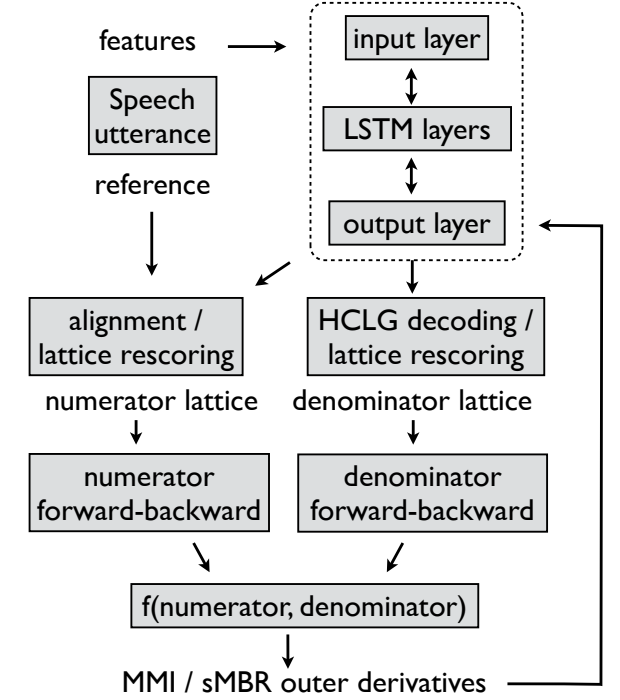 features
input layer
Speech
utterance
LSTM layers
reference
output layer
alignment /
lattice rescoring
HCLG decoding /
lattice rescoring
numerator lattice
denominator lattice
numerator
forward-backward
denominator
forward-backward
f(numerator, denominator)
MMI / sMBR outer derivatives